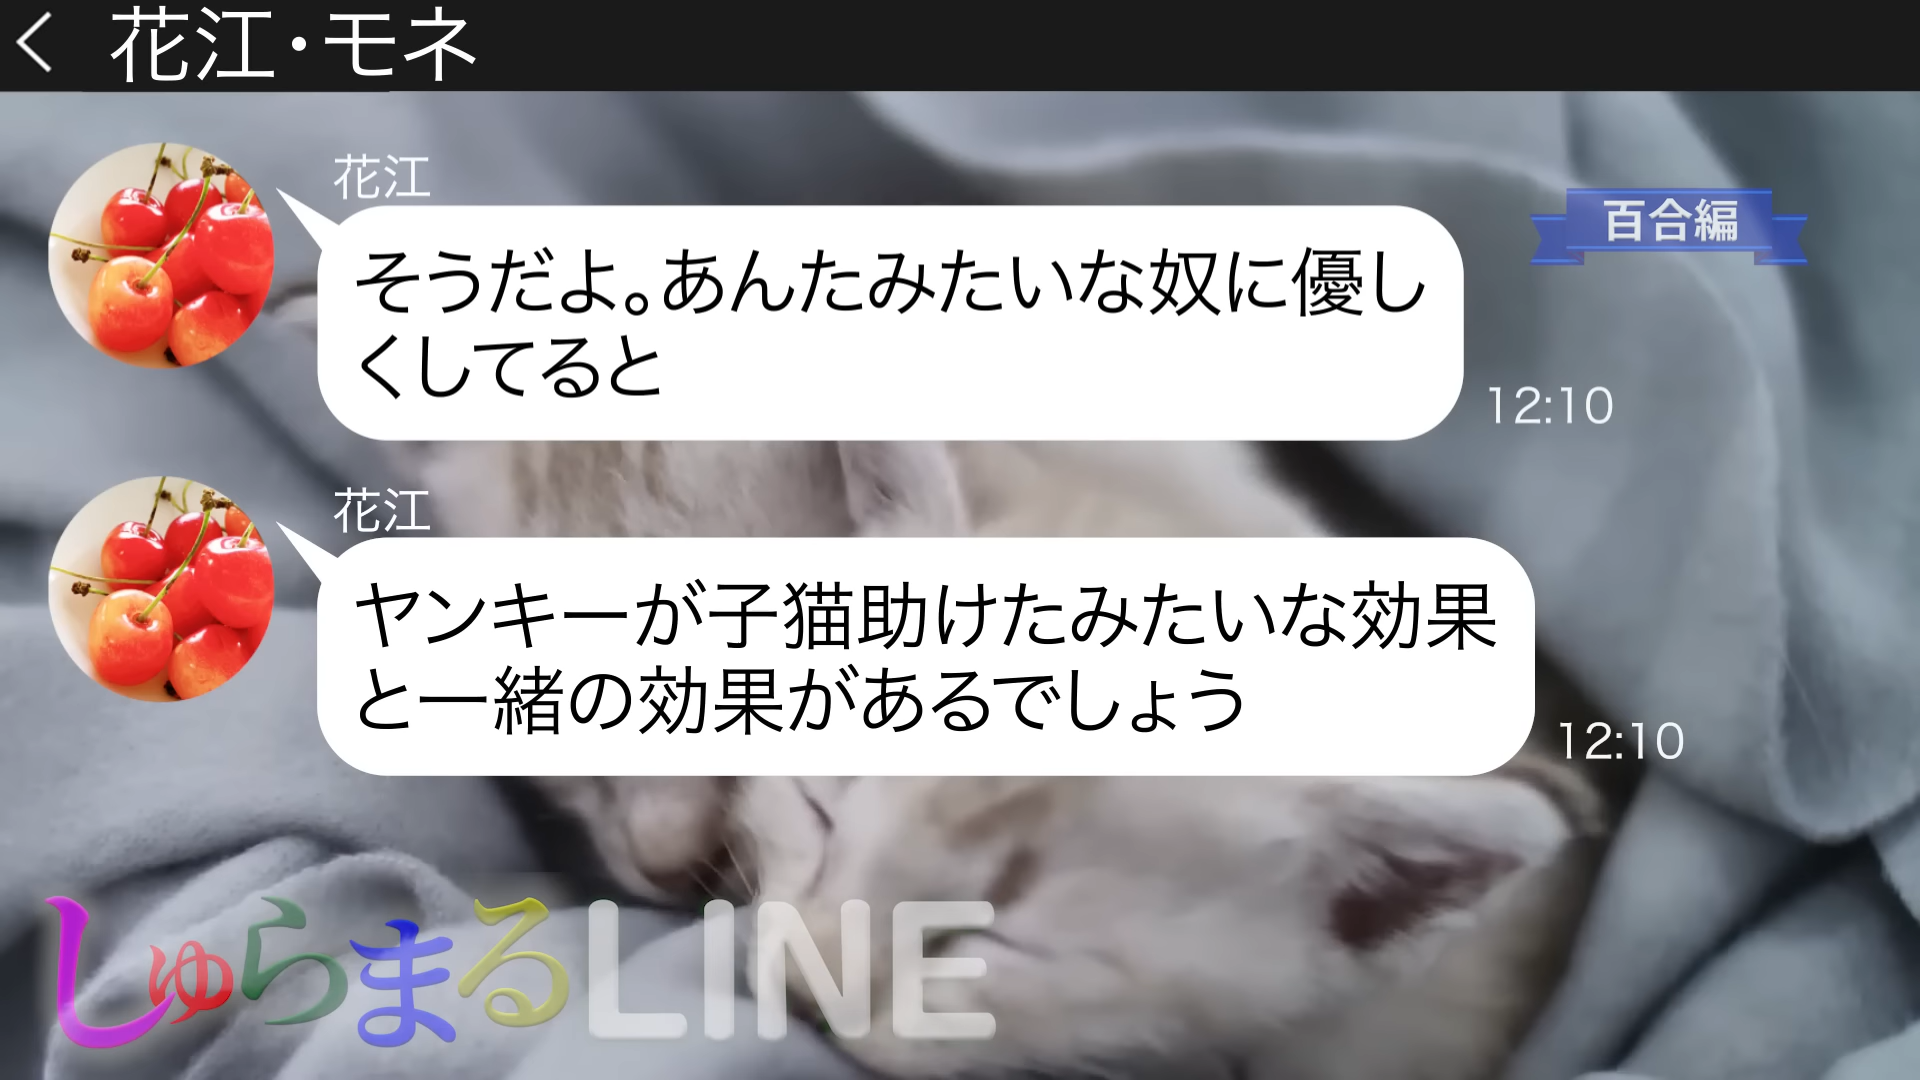 花江・モネ
花江
百合編
そうだよ。あんたみたいな奴に優し
くしてると
12:10
花江
ヤンキーが子猫助けたみたいな効果
と一緒の効果があるでしょう
12:10
しゅらまるLINE